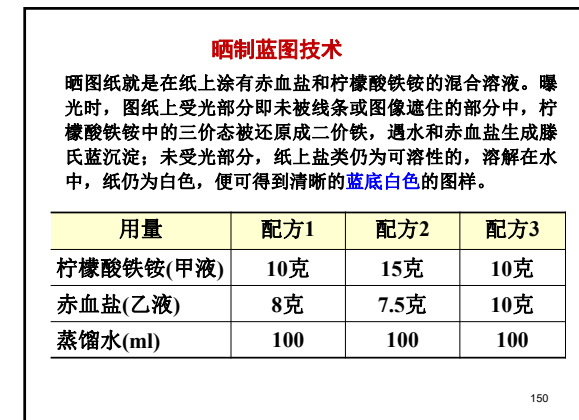 晒制蓝图技术
晒图纸就是在纸上涂有赤血盐和柠檬酸铁铵的混合溶液。曝
光时，图纸上受光部分即未被线条或图像遮住的部分中，柠
檬酸铁铵中的三价态被还原成二价铁，遇水和赤血盐生成滕
氏蓝沉淀；未受光部分，纸上盐类仍为可溶性的，溶解在水
中，纸仍为白色，便可得到清晰的蓝底白色的图样。
用量 配方1 配方2 配方3
柠檬酸铁铵(甲液) 10克 15克 10克
赤血盐(乙液) 8克 7.5克 10克
蒸馏水(ml) 100 100 100
150